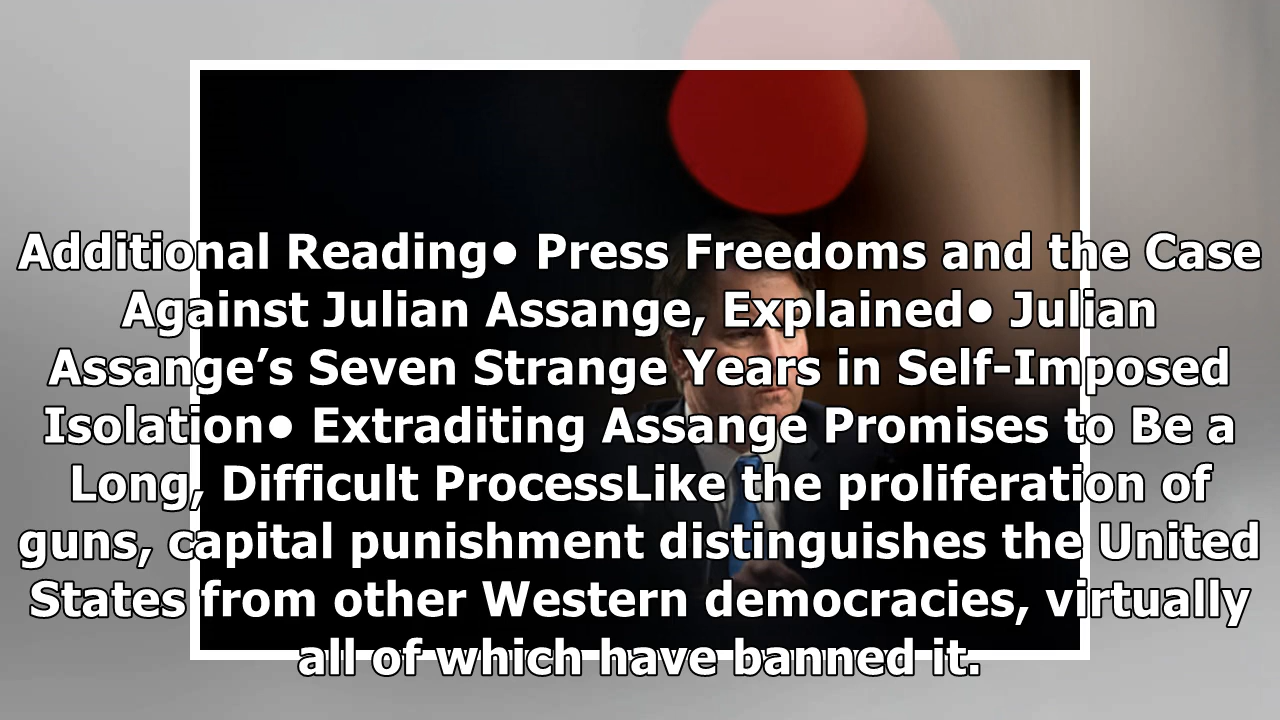 Additional Reading● Press Freedoms and the Case
Against Julian Assange, Explained● Julian
Assange’s Seven Strange Years in Self-Imposed
Isolation● Extraditing Assange Promises to Be a
Long, Difficult ProcessLike the proliferation of
guns, capital punishment distinguishes the United
States from other Western democracies, virtually
all of which have banned it.